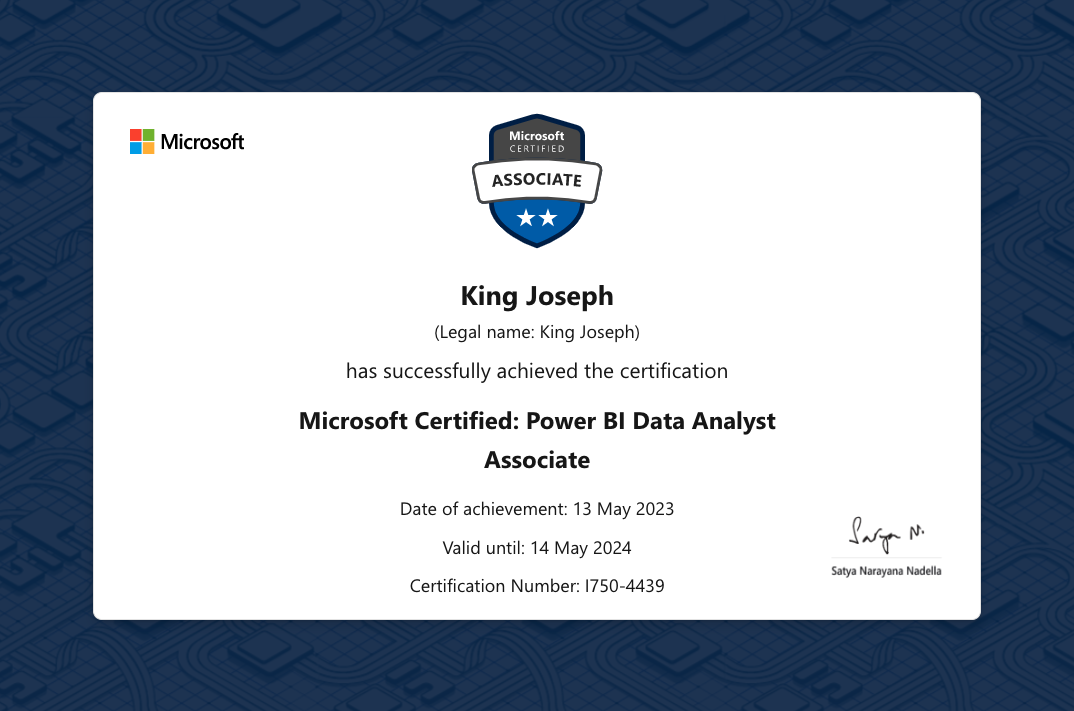 Microsoft
Microsoft
CERTIFIED
ASSOCIATE
King Joseph
(Legal name: King Joseph)
has successfully achieved the certification
Microsoft Certified: Power BI Data Analyst
Associate
Date of achievement: 13 May 2023
Valid until: 14 May 2024
Certification Number: I750-4439
Satya N.
Satya Narayana Nadella